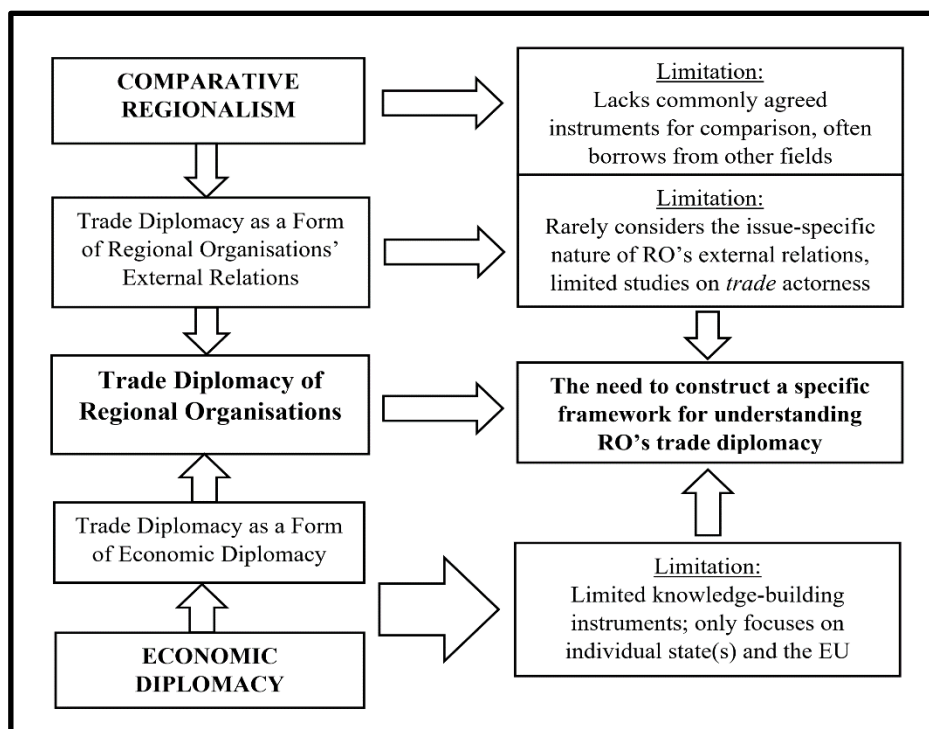 COMPARATIVE
REGIONALISM
Limitation:
Lacks commonly agreed
instruments for comparison, often
borrows from other fields
Trade Diplomacy as a Form
of Regional Organisations’
External Relations
Limitation:
Rarely considers the issue-specific
nature of RO’s external relations,
limited studies on trade actorness
Trade Diplomacy of
Regional Organisations
The need to construct a specific
framework for understanding
RO’s trade diplomacy
Trade Diplomacy as a Form
of Economic Diplomacy
Limitation:
Limited knowledge-building
instruments; only focuses on
individual state(s) and the EU
ECONOMIC
DIPLOMACY